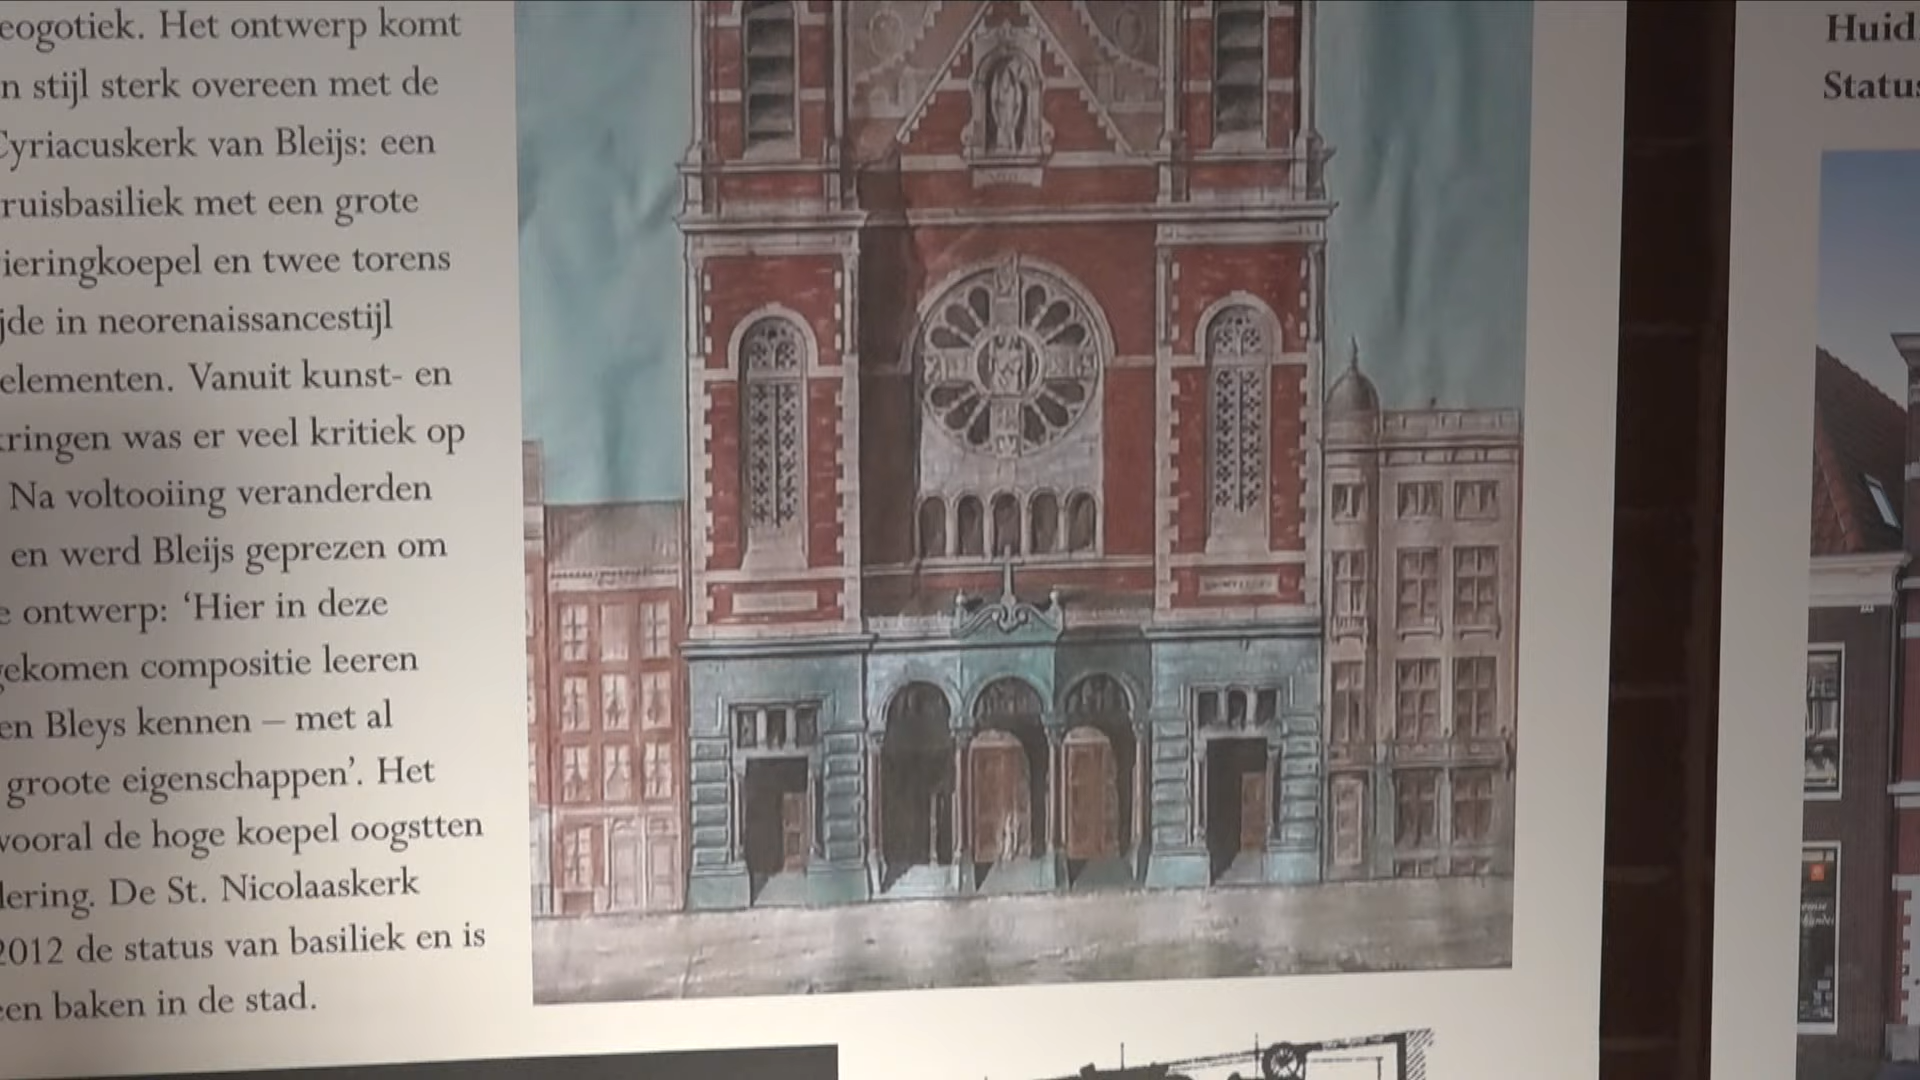 eogotiek. Het ontwerp komt
n stijl sterk overeen met de
Cyriacuskerk van Bleijs: een
ruisbasiliek met een grote
ieringkoepel en twee torens
jde in neorenaissancestijl
elementen. Vanuit kunst- en
kringen was er veel kritiek op
Na voltooiing veranderden
en werd Bleijs geprezen om
e ontwerp: ‘Hier in deze
gekomen compositie leeren
en Bleys kennen – met al
groote eigenschappen’. Het
vooral de hoge koepel oogstten
dering. De St. Nicolaaskerk
2012 de status van basiliek en is
een baken in de stad.
Huid
Status